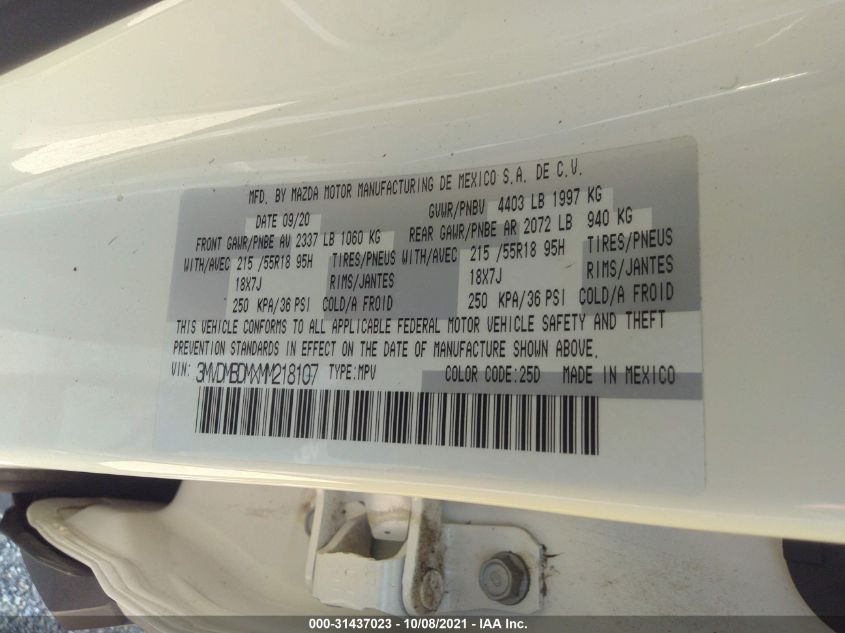 MFD. BY MAZDA MOTOR MANUFACTURING DE MEXICO S.A. DE C.V.
DATE 09/20 GVWR/PNBV 4403 LB 1997 KG
FRONT GAWR/PNBE AV 2337 LB 1060 KG REAR GAWR/PNBE AR 2072 LB 940 KG
WITH/AVEC 215 /55R18 95H TIRES/PNEUS WITH/AVEC 215 /55R18 95H TIRES/PNEUS
18X7J RIMS/JANTES 18X7J RIMS/JANTES
250 KPA/36 PSI COLD/A FROID 250 KPA/36 PSI COLD/A FROID
THIS VEHICLE CONFORMS TO ALL APPLICABLE FEDERAL MOTOR VEHICLE SAFETY AND THEFT
PREVENTION STANDARDS IN EFFECT ON THE DATE OF MANUFACTURE SHOWN ABOVE.
VIN: 3MVDMBDMXMM218107 TYPE:MPV COLOR CODE:25D MADE IN MEXICO
000-31437023 - 10/08/2021 - IAA Inc.